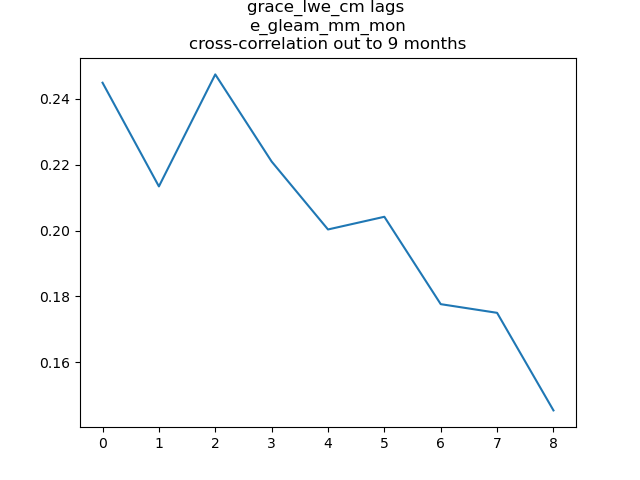 grace_lwe_cm lags
e_gleam_mm_mon
cross-correlation out to 9 months
0.24
0.22
0.20
0.18
0.16
0 1 2 3 4 5 6 7 8